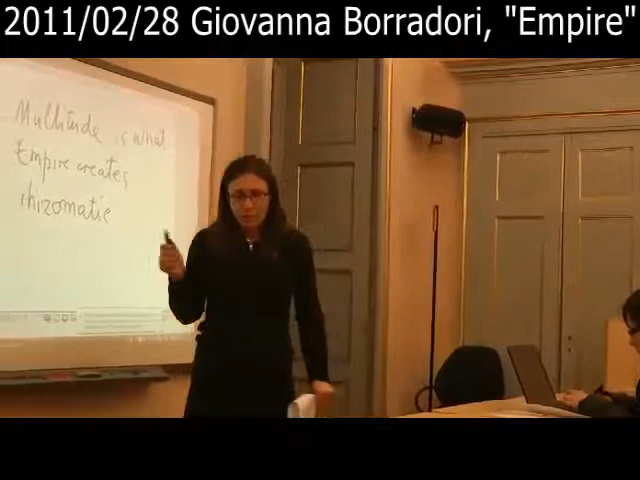 2011/02/28 Giovanna Borradori, "Empire"
Multitude is what
Empire creates,
rhizomatic